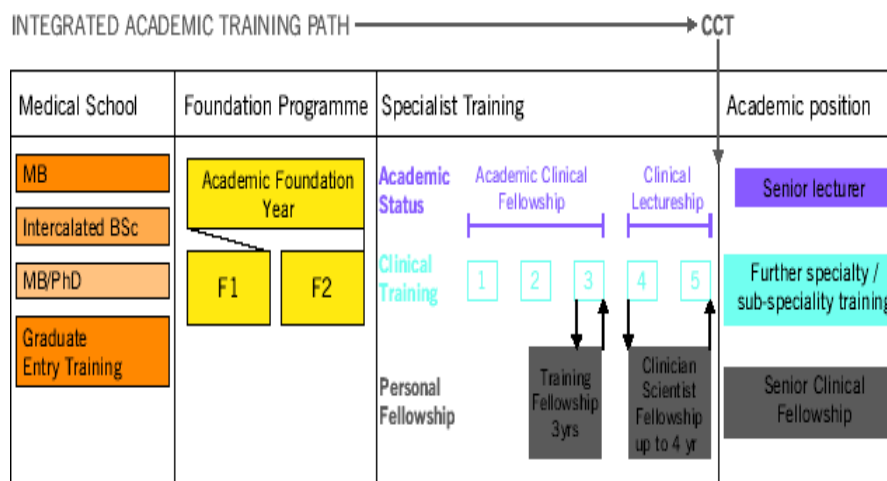 INTEGRATED ACADEMIC TRAINING PATH
CCT
Medical School
Foundation Programme
Specialist Training
Academic position
MB
Intercalated BSc
MB/PhD
Graduate
Entry Training
Academic Foundation
Year
F1
F2
Academic
Status
Academic Clinical
Fellowship
Clinical
Lectureship
Clinical
Training
1
2
3
4
5
Personal
Fellowship
Training
Fellowship
3yrs
Clinician
Scientist
Fellowship
up to 4 yr
Senior lecturer
Further specialty /
sub-speciality training
Senior Clinical
Fellowship